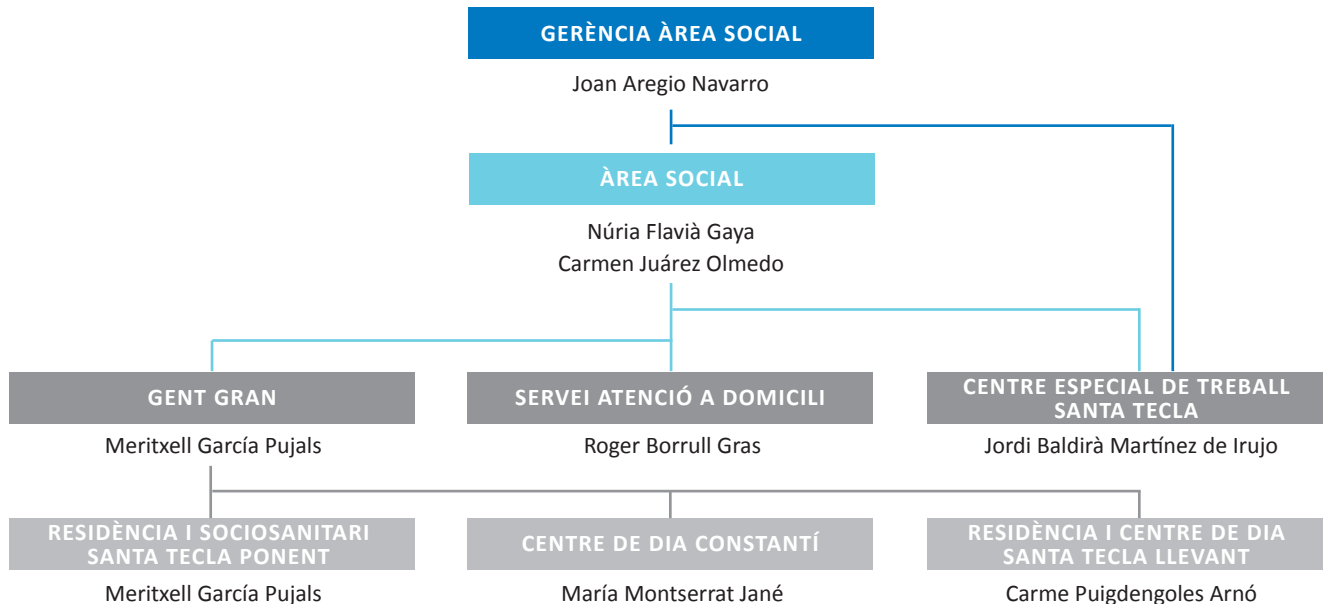 GERÈNCIA ÀREA SOCIAL
Joan Aregio Navarro
ÀREA SOCIAL
Núria Flavià Gaya
Carmen Juárez Olmedo
GENT GRAN
Meritxell García Pujals
SERVEI ATENCIÓ A DOMICILI
Roger Borrull Gras
CENTRE ESPECIAL DE TREBALL
SANTA TECLA
Jordi Baldirà Martínez de Irujo
RESIDÈNCIA I SOCIOSANITARI
SANTA TECLA PONENT
Meritxell García Pujals
CENTRE DE DIA CONSTANTÍ
María Montserrat Jané
RESIDÈNCIA I CENTRE DE DIA
SANTA TECLA LLEVANT
Carme Puigdengoles Arnó